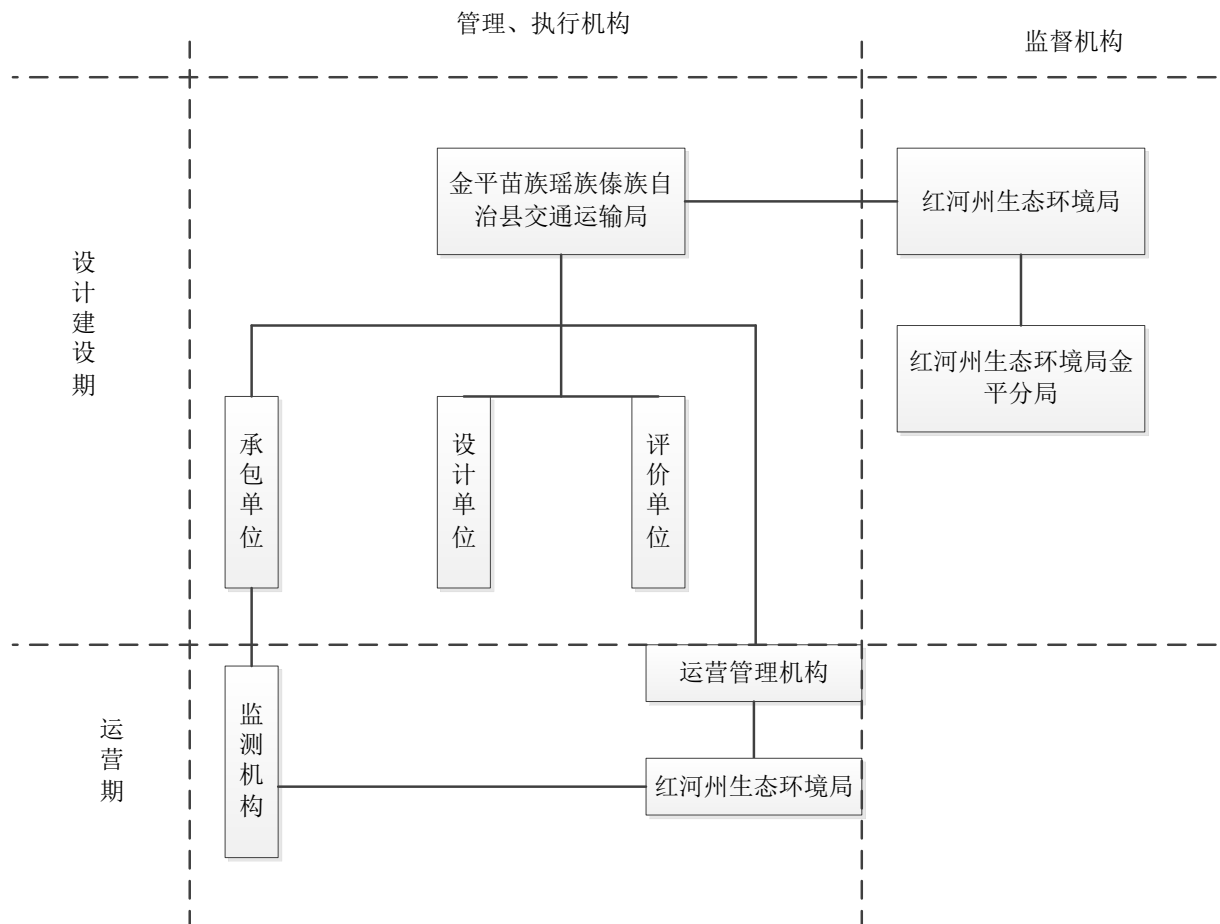 管理、执行机构
监督机构
金平苗族瑶族傣族自
治县交通运输局
红河州生态环境局
设计建设期
红河州生态环境局金
平分局
承包单位
设计单位
评价单位
运营管理机构
运营期
监测机构
红河州生态环境局